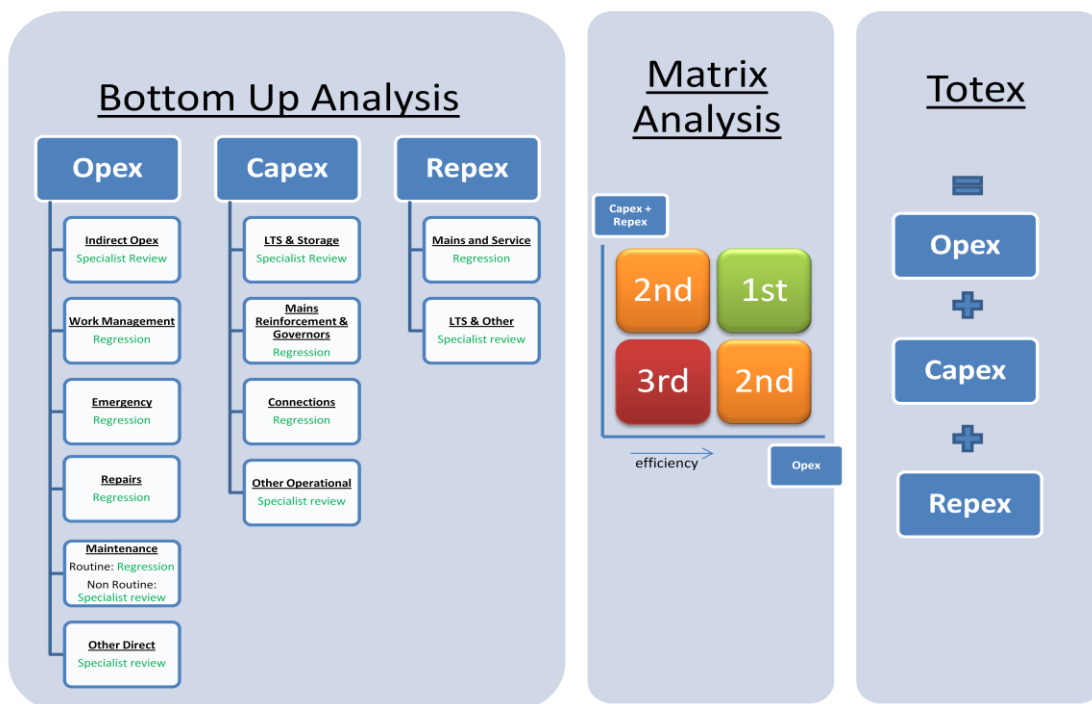 Bottom Up Analysis
Opex
Indirect Opex
Specialist Review
Work Management
Regression
Emergency
Regression
Repairs
Regression
Maintenance
Routine: Regression
Non Routine:
Specialist review
Other Direct
Specialist review
Capex
LTS & Storage
Specialist Review
Mains
Reinforcement &
Governors
Regression
Connections
Regression
Other Operational
Specialist review
Repex
Mains and Service
Regression
LTS & Other
Specialist review
Matrix
Analysis
Capex +
Repex
2nd
1st
3rd
2nd
efficiency
Opex
Totex
=
Opex
+
Capex
+
Repex